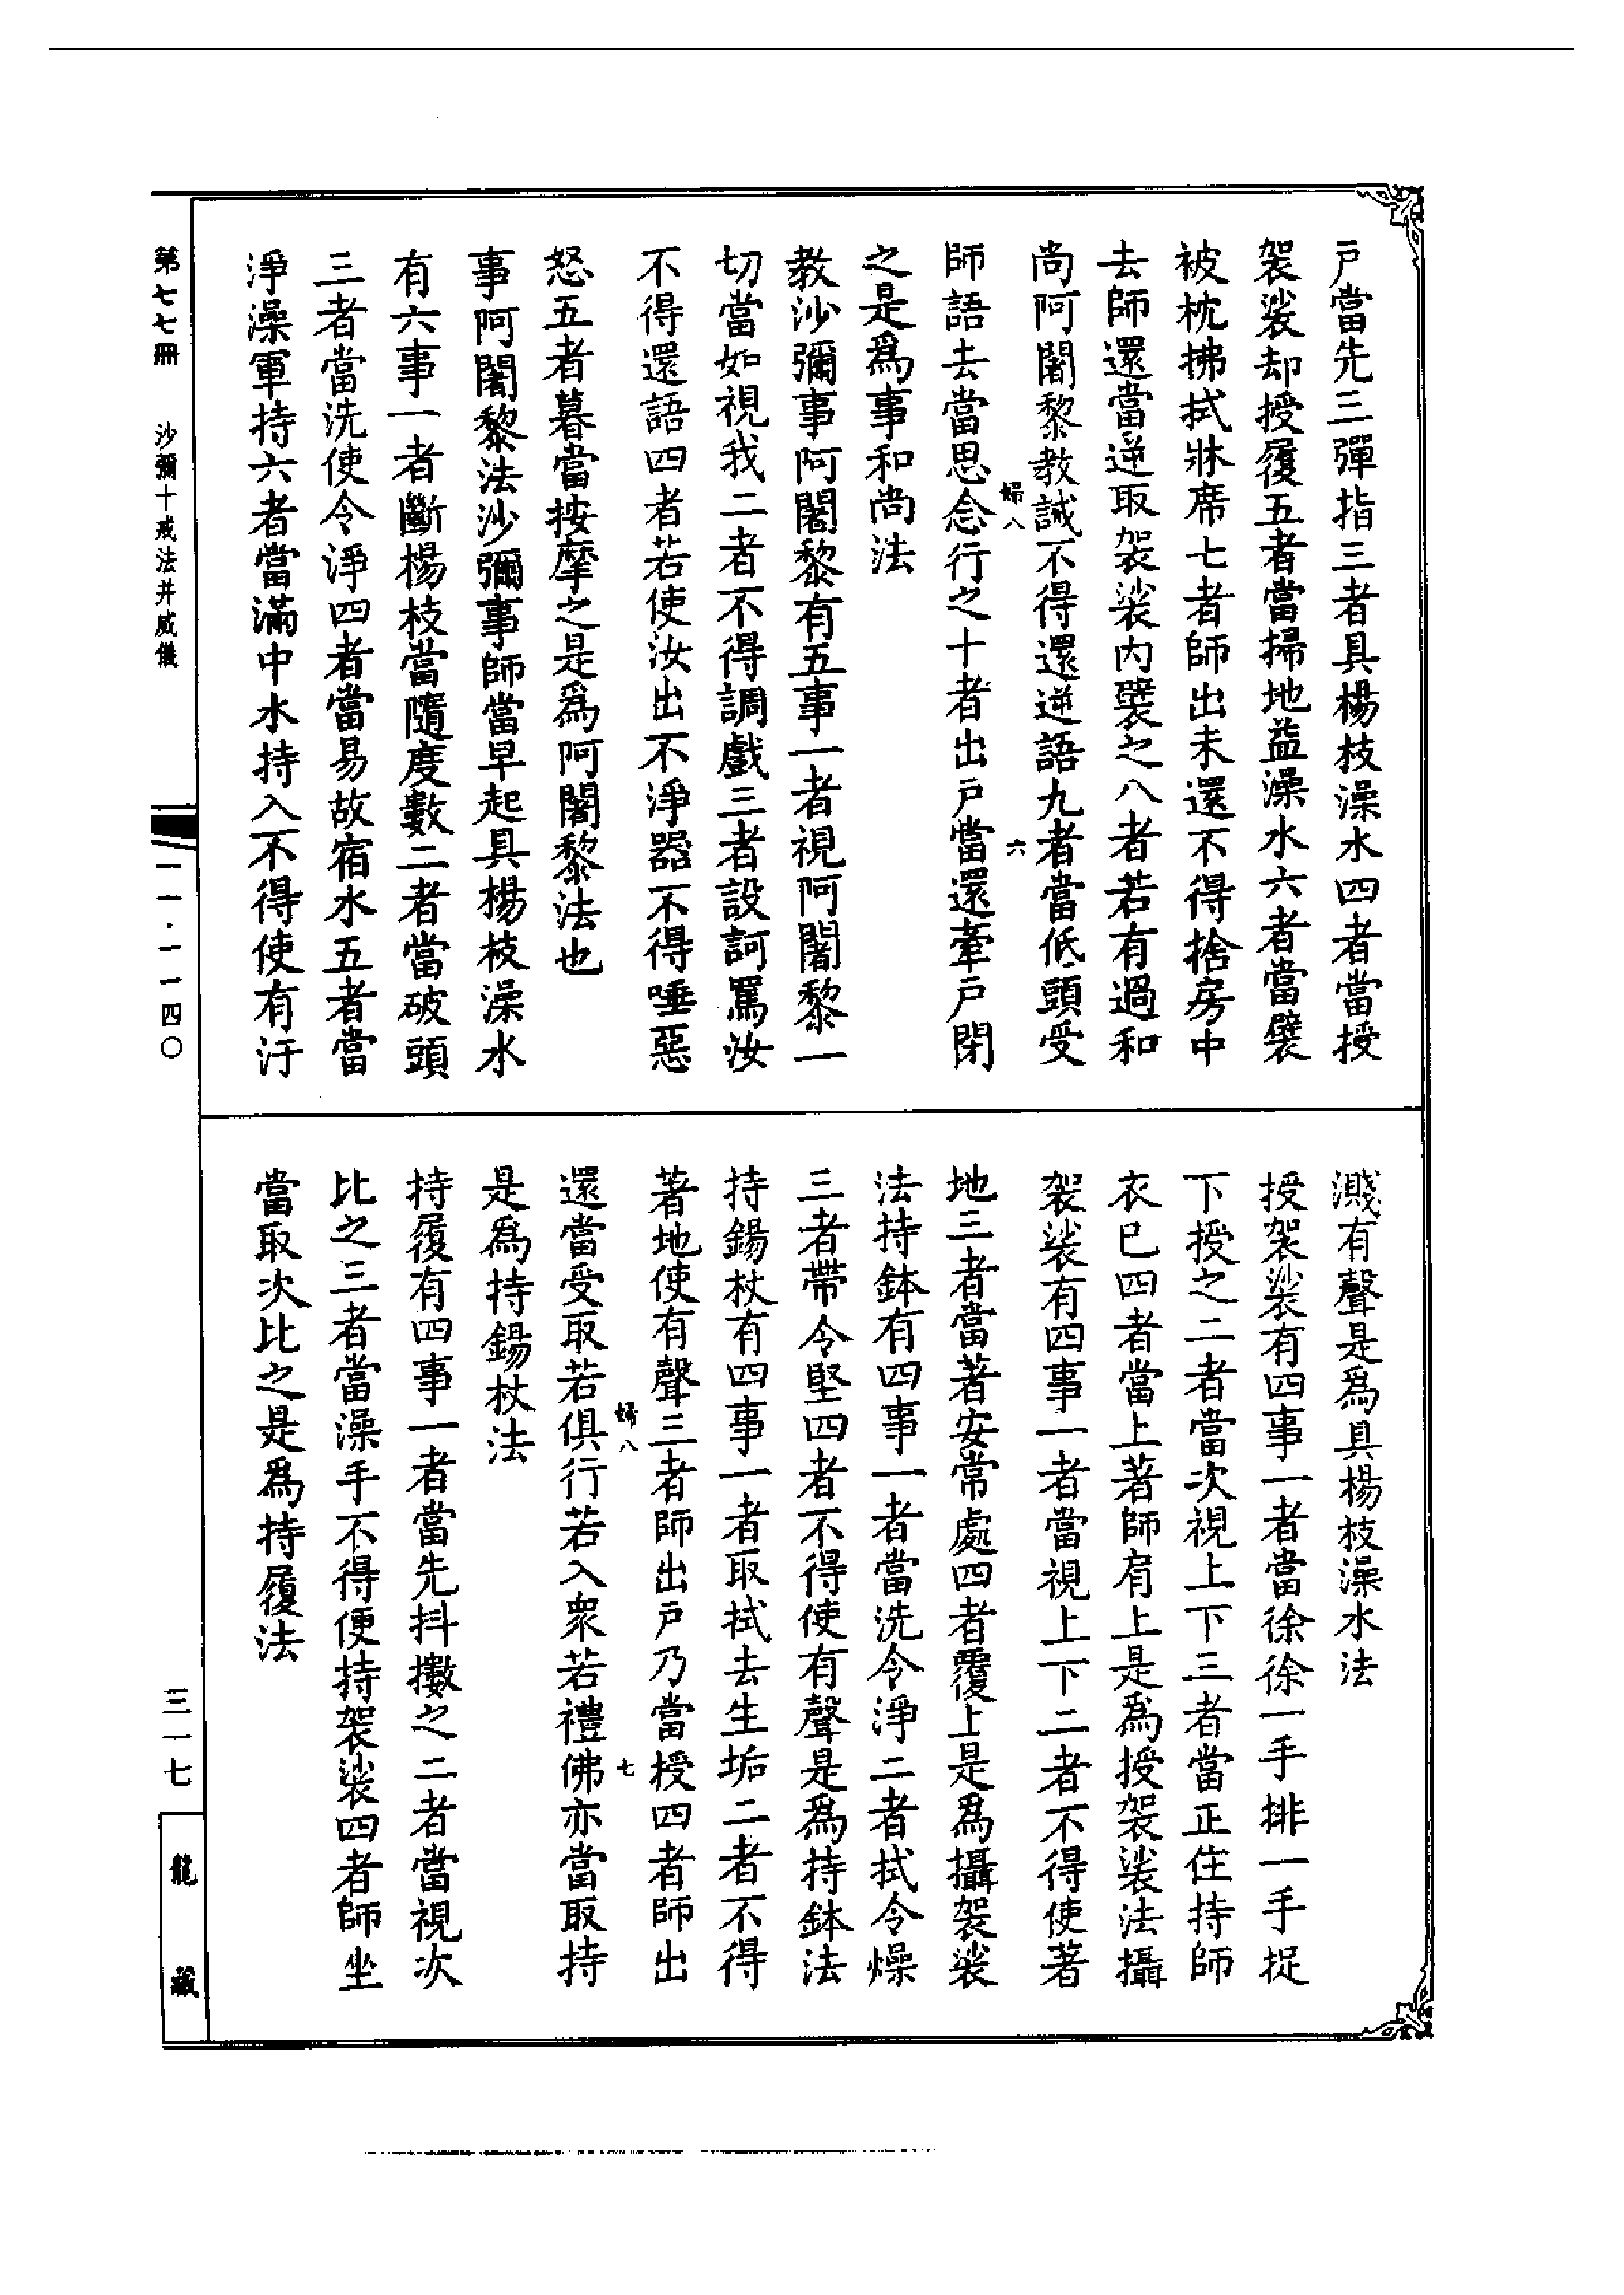 戶當先三彈指三者具楊枝澡水四者當授
袈裟却授履五者當掃地益澡水六者當襞
被枕拂拭牀席七者師出未還不得捨房中
去師還當逆取袈裟内襞之八者若有過和
尚阿闍黎教誡不得還逆語九者當低頭受
婦八 六
師語去當思念行之十者出戶當還牽戶閉
之是爲事和尚法
教沙彌事阿闍黎有五事一者視阿闍黎一
切當如視我二者不得調戲三者設訶罵汝
不得還語四者若使汝出不淨器不得唾惡
怒五者暮當按摩之是爲阿闍黎法也
事阿闍黎法沙彌事師當早起具楊枝澡水
有六事一者斷楊枝當隨度數二者當破頭
三者當洗使令淨四者當易故宿水五者當
淨澡軍持六者當滿中水持入不得使有汙
濺有聲是爲具楊枝澡水法
授袈裟有四事一者當徐徐一手排一手捉
下授之二者當次視上下三者當正住持師
衣已四者當上著師肩上是爲授袈裟法攝
袈裟有四事一者當視上下二者不得使著
地三者當著安常處四者覆上是爲攝袈裟
法持鉢有四事一者當洗令淨二者拭令燥
三者帶令堅四者不得使有聲是爲持鉢法
持錫杖有四事一者取拭去生垢二者不得
著地使有聲三者師出戶乃當授四者師出
婦八 七
還當受取若俱行若入衆若禮佛亦當取持
是爲持錫杖法
持履有四事一者當先抖擻之二者當視次
比之三者當澡手不得便持袈裟四者師坐
當取次比之是爲持履法
第七七冊 沙彌十戒法并威儀 一一·一一四〇 三一七 龍藏